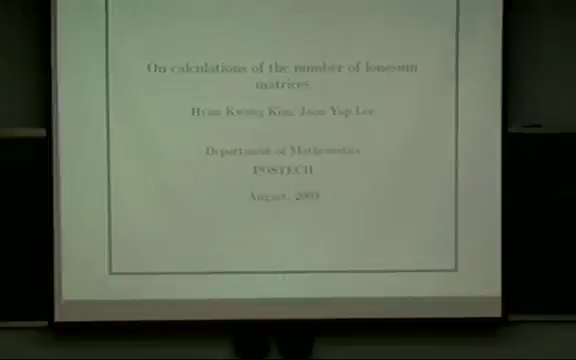 On calculations of the number of lonesum
matrices
Hyun Kwang Kim, Joon Yop Lee
Department of Mathematics
POSTECH
August, 2009